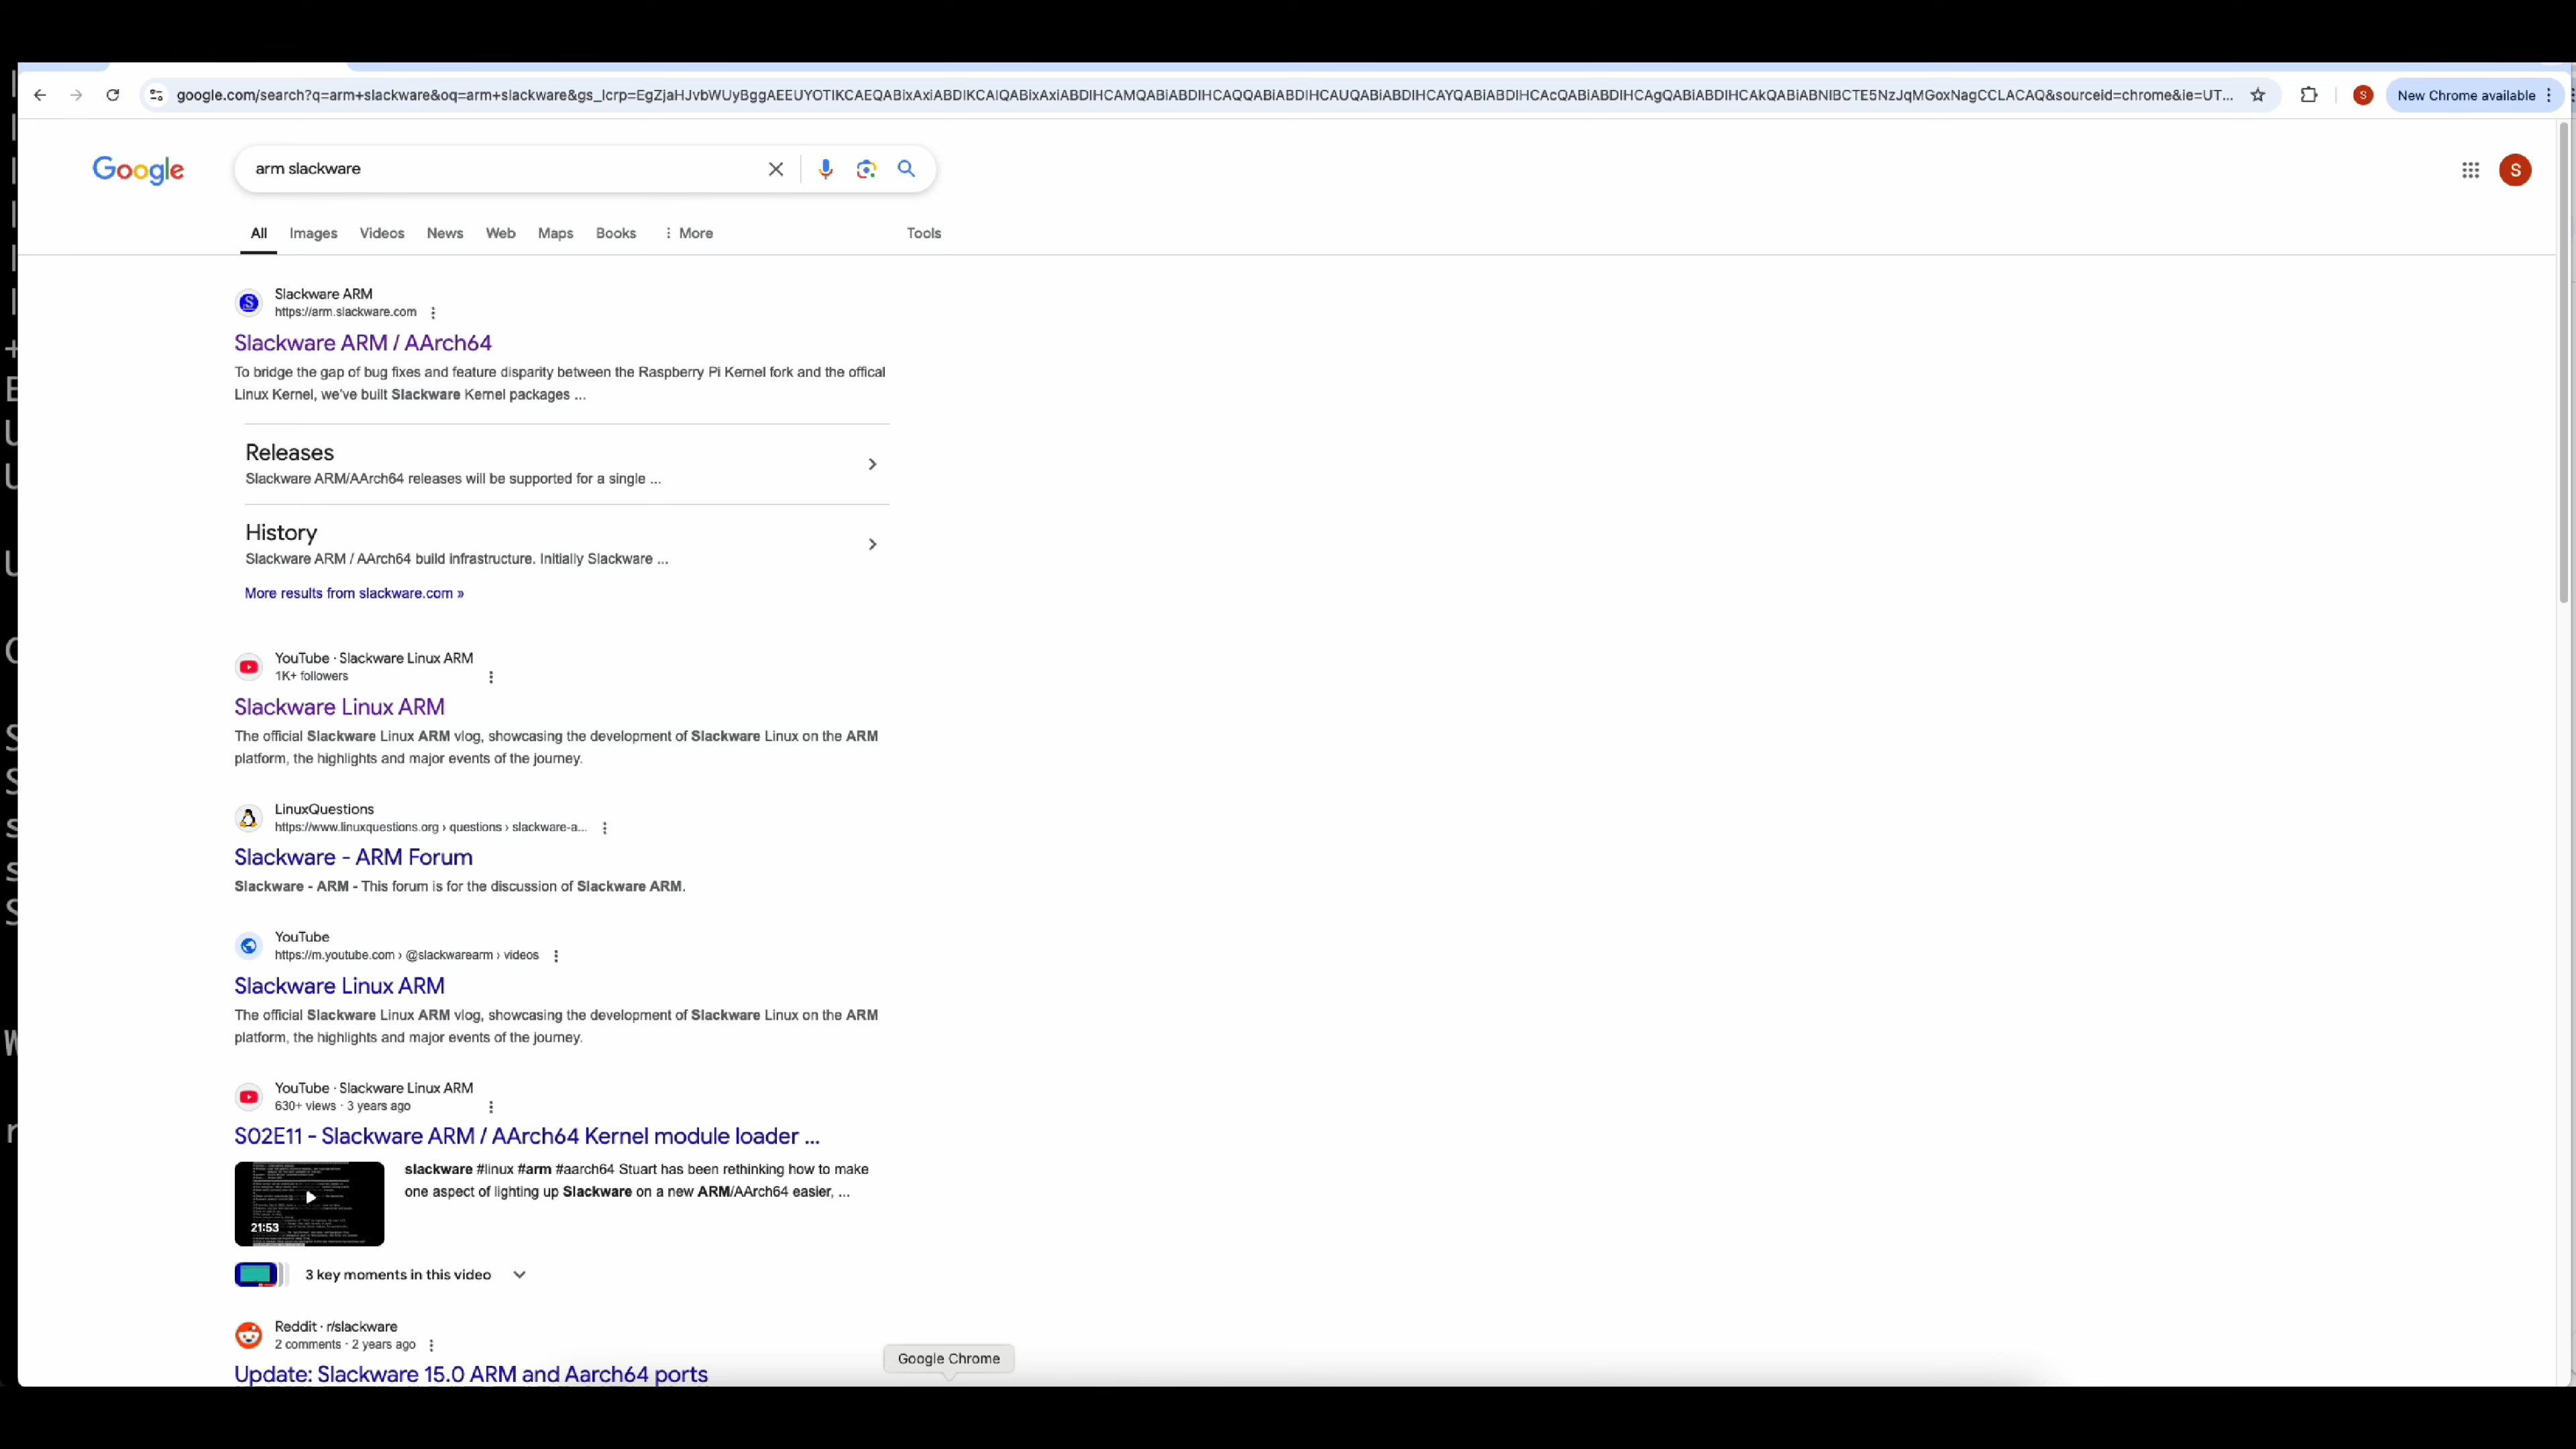 google.com/search?q=arm+slackware&oq=arm+slackware&gs_lcrp=EgZjaHJvbWUyBggAEEUYOTIKCAEQABixAxiABDIKCAIQABixAxiABDIHCAMQABiABDIHCAQQABiABDIHCAUQABiABDIHCAYQABiABDIHCAcQABiABDIHCAgQABiABDIHCAkQABiABNIBCTE5NzJqMGoxNagCCLACAQ&sourceid=chrome&ie=UT...
S
New Chrome available
Google
arm slackware
S
All Images Videos News Web Maps Books More Tools
Slackware ARM
https://arm.slackware.com
Slackware ARM / AArch64
To bridge the gap of bug fixes and feature disparity between the Raspberry Pi Kernel fork and the offical
Linux Kernel, we've built Slackware Kernel packages ...
Releases
Slackware ARM/AArch64 releases will be supported for a single ...
History
Slackware ARM / AArch64 build infrastructure. Initially Slackware ...
More results from slackware.com »
YouTube · Slackware Linux ARM
1K+ followers
Slackware Linux ARM
The official Slackware Linux ARM vlog, showcasing the development of Slackware Linux on the ARM
platform, the highlights and major events of the journey.
LinuxQuestions
https://www.linuxquestions.org › questions › slackware-a...
Slackware - ARM Forum
Slackware - ARM - This forum is for the discussion of Slackware ARM.
YouTube
https://m.youtube.com › @slackwarearm › videos
Slackware Linux ARM
The official Slackware Linux ARM vlog, showcasing the development of Slackware Linux on the ARM
platform, the highlights and major events of the journey.
YouTube · Slackware Linux ARM
630+ views · 3 years ago
S02E11 - Slackware ARM / AArch64 Kernel module loader ...
slackware #linux #arm #aarch64 Stuart has been rethinking how to make
one aspect of lighting up Slackware on a new ARM/AArch64 easier, ...
21:53
3 key moments in this video
Reddit · r/slackware
2 comments · 2 years ago
Update: Slackware 15.0 ARM and Aarch64 ports
Google Chrome